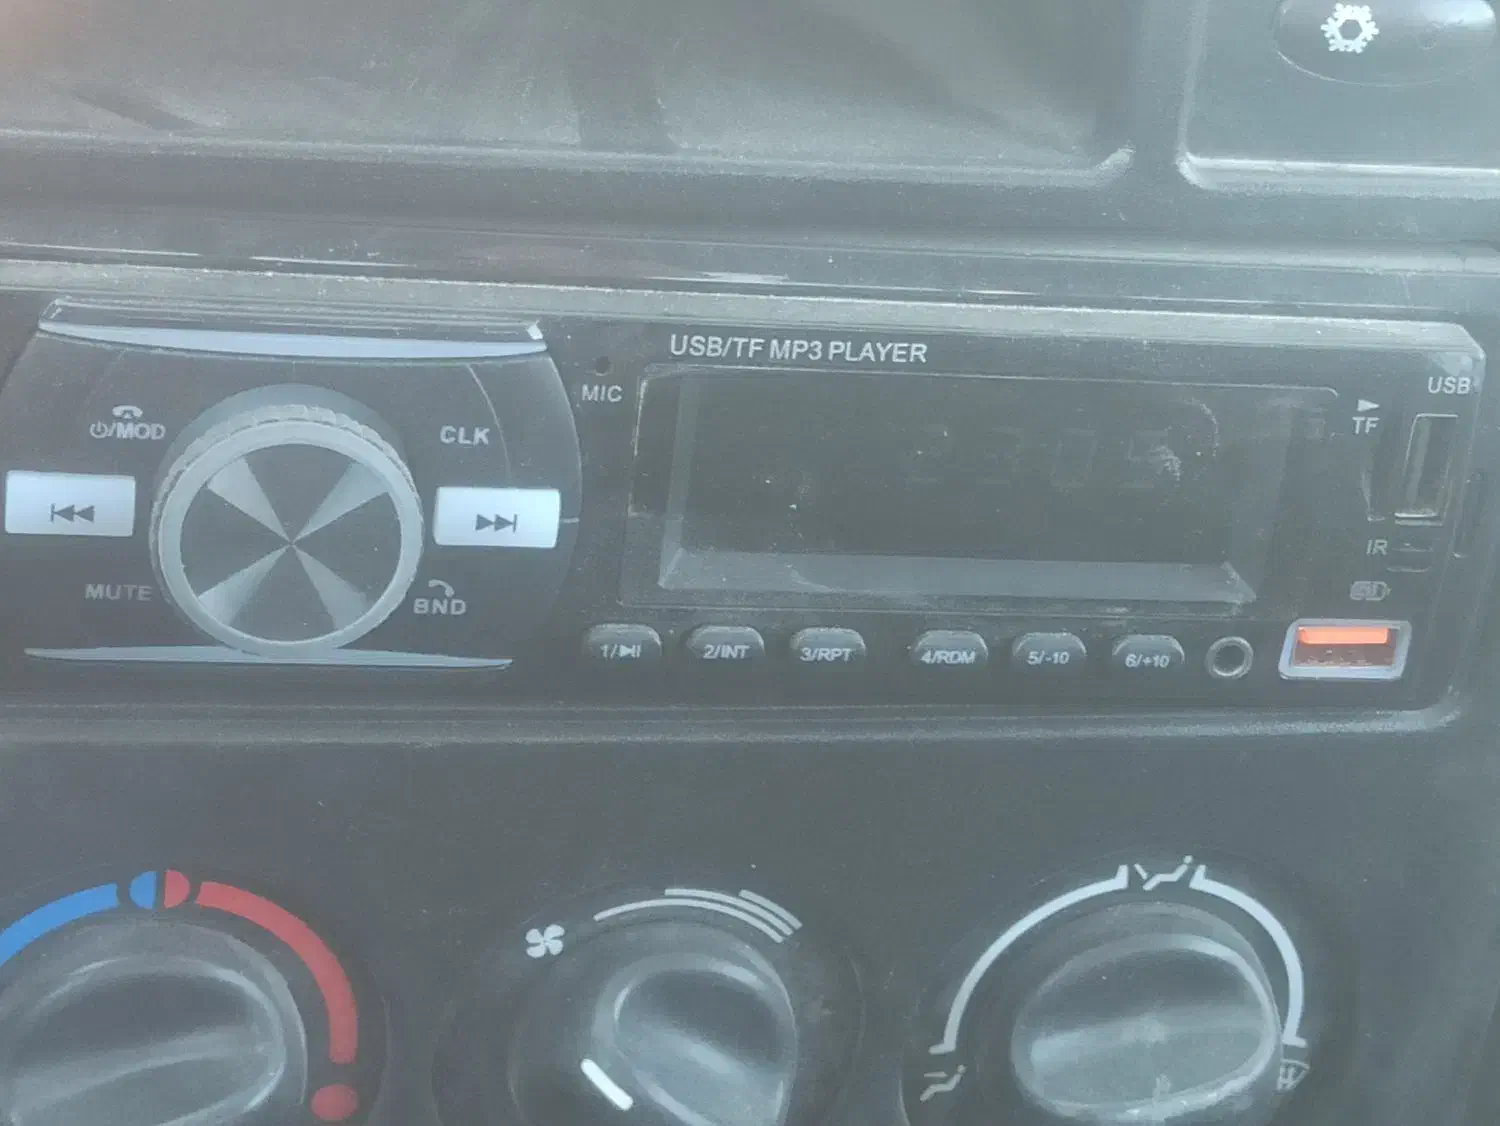 USB/TF MP3 PLAYER
MIC
USB
TF
⏻/MOD
CLK
IR
MUTE
BND
1/▶||
2/INT
3/RPT
4/RDM
5/-10
6/+10